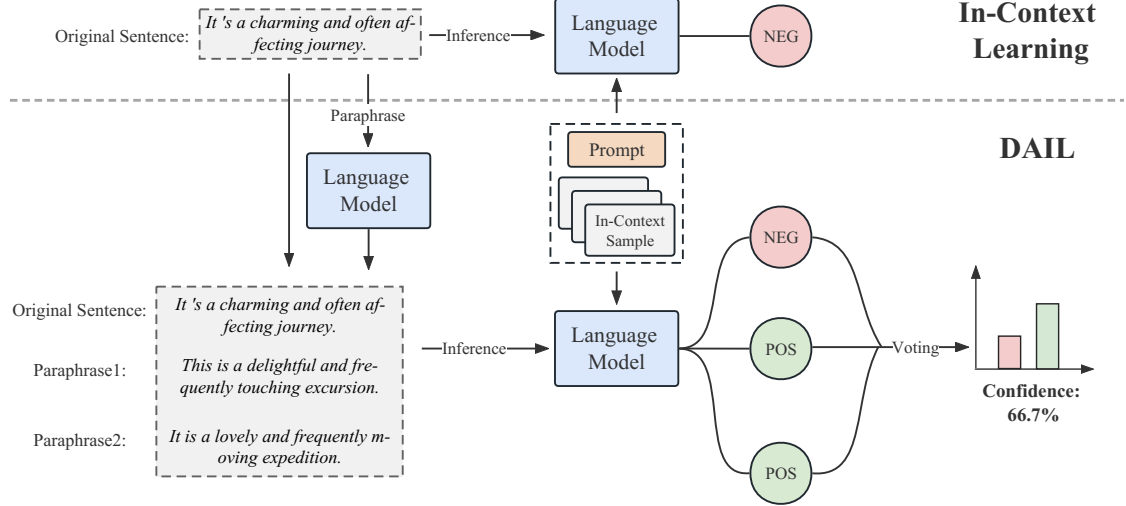 Original Sentence:
It 's a charming and often af-
fecting journey.
Inference
Language
Model
NEG
In-Context
Learning
Paraphrase
Language
Model
Prompt
In-Context
Sample
DAIL
Original Sentence:
It 's a charming and often af-
fecting journey.
Paraphrase1:
This is a delightful and fre-
quently touching excursion.
Paraphrase2:
It is a lovely and frequently m-
oving expedition.
Inference
Language
Model
NEG
POS
POS
Voting
Confidence:
66.7%